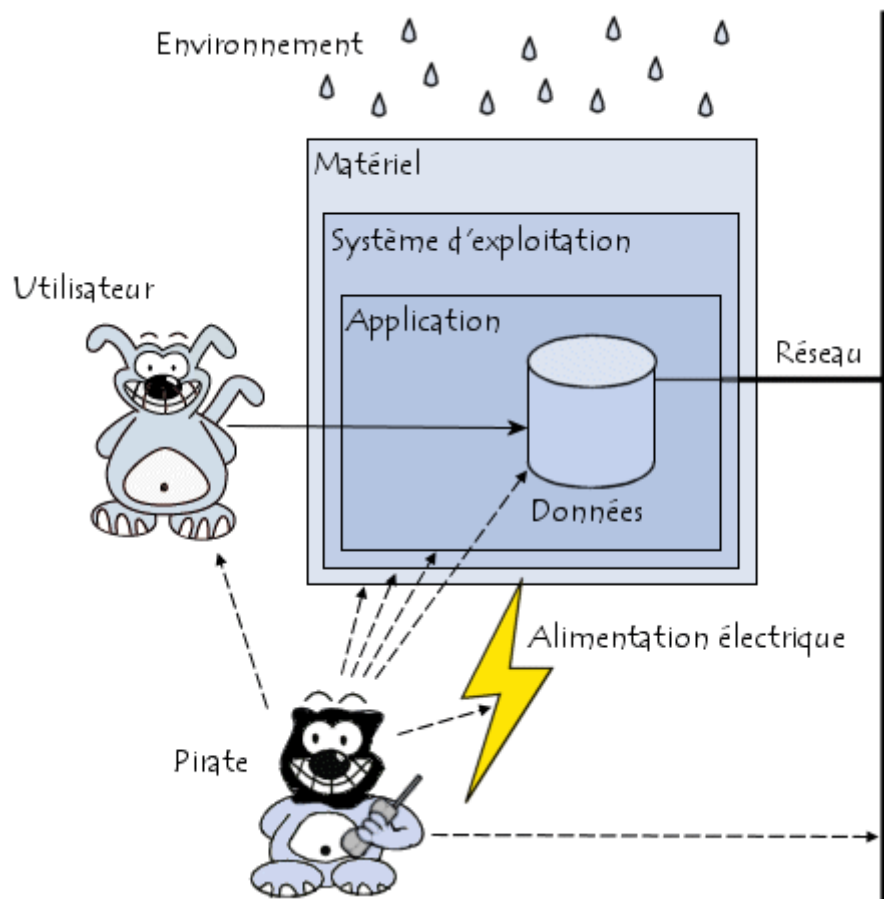 Environnement
Matériel
Système d'exploitation
Utilisateur
Application
Réseau
Données
Alimentation électrique
Pirate